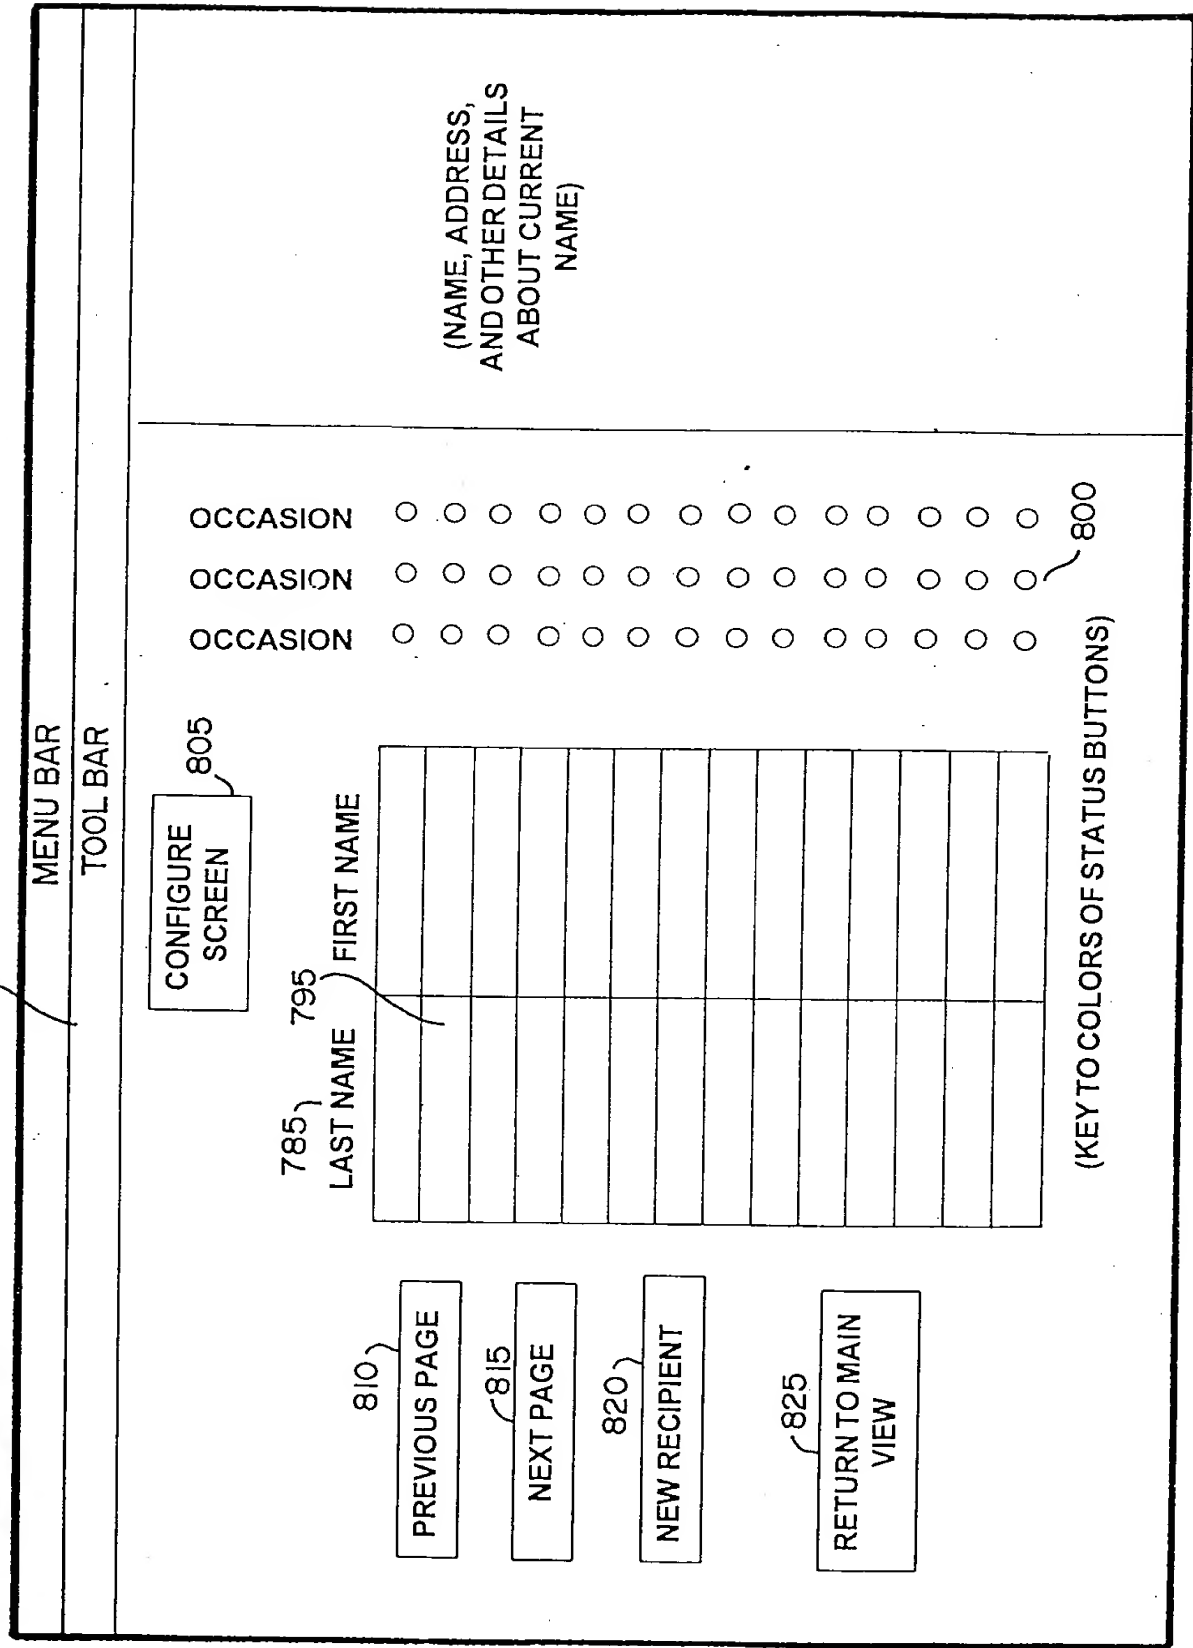 MENU BAR
TOOL BAR
CONFIGURE
SCREEN
805
785
795
LAST NAME
FIRST NAME
OCCASION
OCCASION
OCCASION
810
PREVIOUS PAGE
815
NEXT PAGE
820
NEW RECIPIENT
825
RETURN TO MAIN
VIEW
800
(KEY TO COLORS OF STATUS BUTTONS)
(NAME, ADDRESS,
AND OTHER DETAILS
ABOUT CURRENT
NAME)